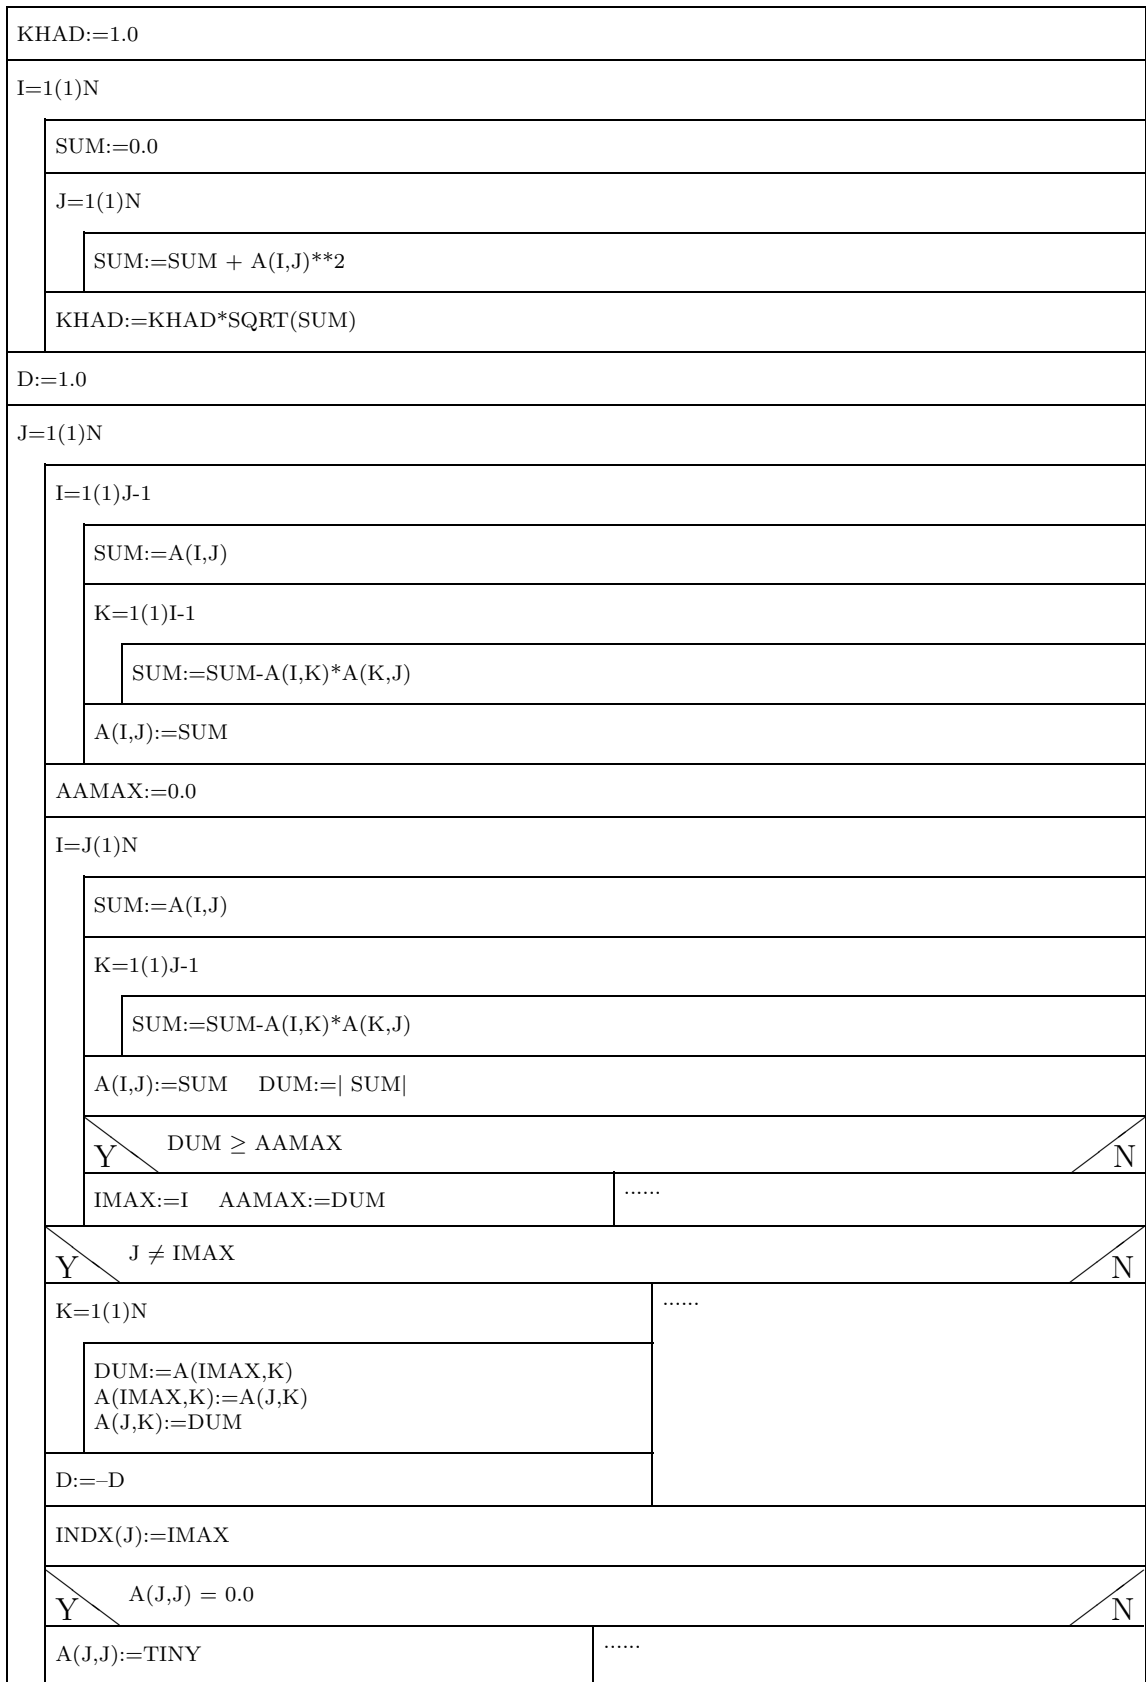 KHAD:=1.0
I=1(1)N
SUM:=0.0
J=1(1)N
SUM:=SUM + A(I,J)**2
KHAD:=KHAD*SQRT(SUM)
D:=1.0
J=1(1)N
I=1(1)J-1
SUM:=A(I,J)
K=1(1)I-1
SUM:=SUM-A(I,K)*A(K,J)
A(I,J):=SUM
AAMAX:=0.0
I=J(1)N
SUM:=A(I,J)
K=1(1)J-1
SUM:=SUM-A(I,K)*A(K,J)
A(I,J):=SUM DUM:=| SUM|
Y DUM ≥ AAMAX N
IMAX:=I AAMAX:=DUM ......
Y J ≠ IMAX N
K=1(1)N ......
DUM:=A(IMAX,K)
A(IMAX,K):=A(J,K)
A(J,K):=DUM
D:=–D
INDX(J):=IMAX
Y A(J,J) = 0.0 N
A(J,J):=TINY ......